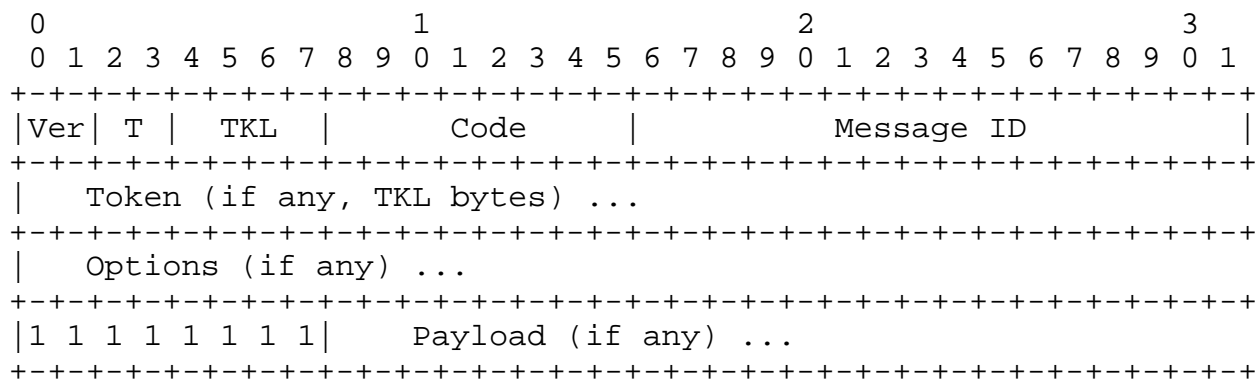 0                   1                   2                   3
 0 1 2 3 4 5 6 7 8 9 0 1 2 3 4 5 6 7 8 9 0 1 2 3 4 5 6 7 8 9 0 1
+-+-+-+-+-+-+-+-+-+-+-+-+-+-+-+-+-+-+-+-+-+-+-+-+-+-+-+-+-+-+-+-+
|Ver| T |  TKL  |      Code     |          Message ID           |
+-+-+-+-+-+-+-+-+-+-+-+-+-+-+-+-+-+-+-+-+-+-+-+-+-+-+-+-+-+-+-+-+
|   Token (if any, TKL bytes) ...
+-+-+-+-+-+-+-+-+-+-+-+-+-+-+-+-+-+-+-+-+-+-+-+-+-+-+-+-+-+-+-+-+
|   Options (if any) ...
+-+-+-+-+-+-+-+-+-+-+-+-+-+-+-+-+-+-+-+-+-+-+-+-+-+-+-+-+-+-+-+-+
|1 1 1 1 1 1 1 1|    Payload (if any) ...
+-+-+-+-+-+-+-+-+-+-+-+-+-+-+-+-+-+-+-+-+-+-+-+-+-+-+-+-+-+-+-+-+